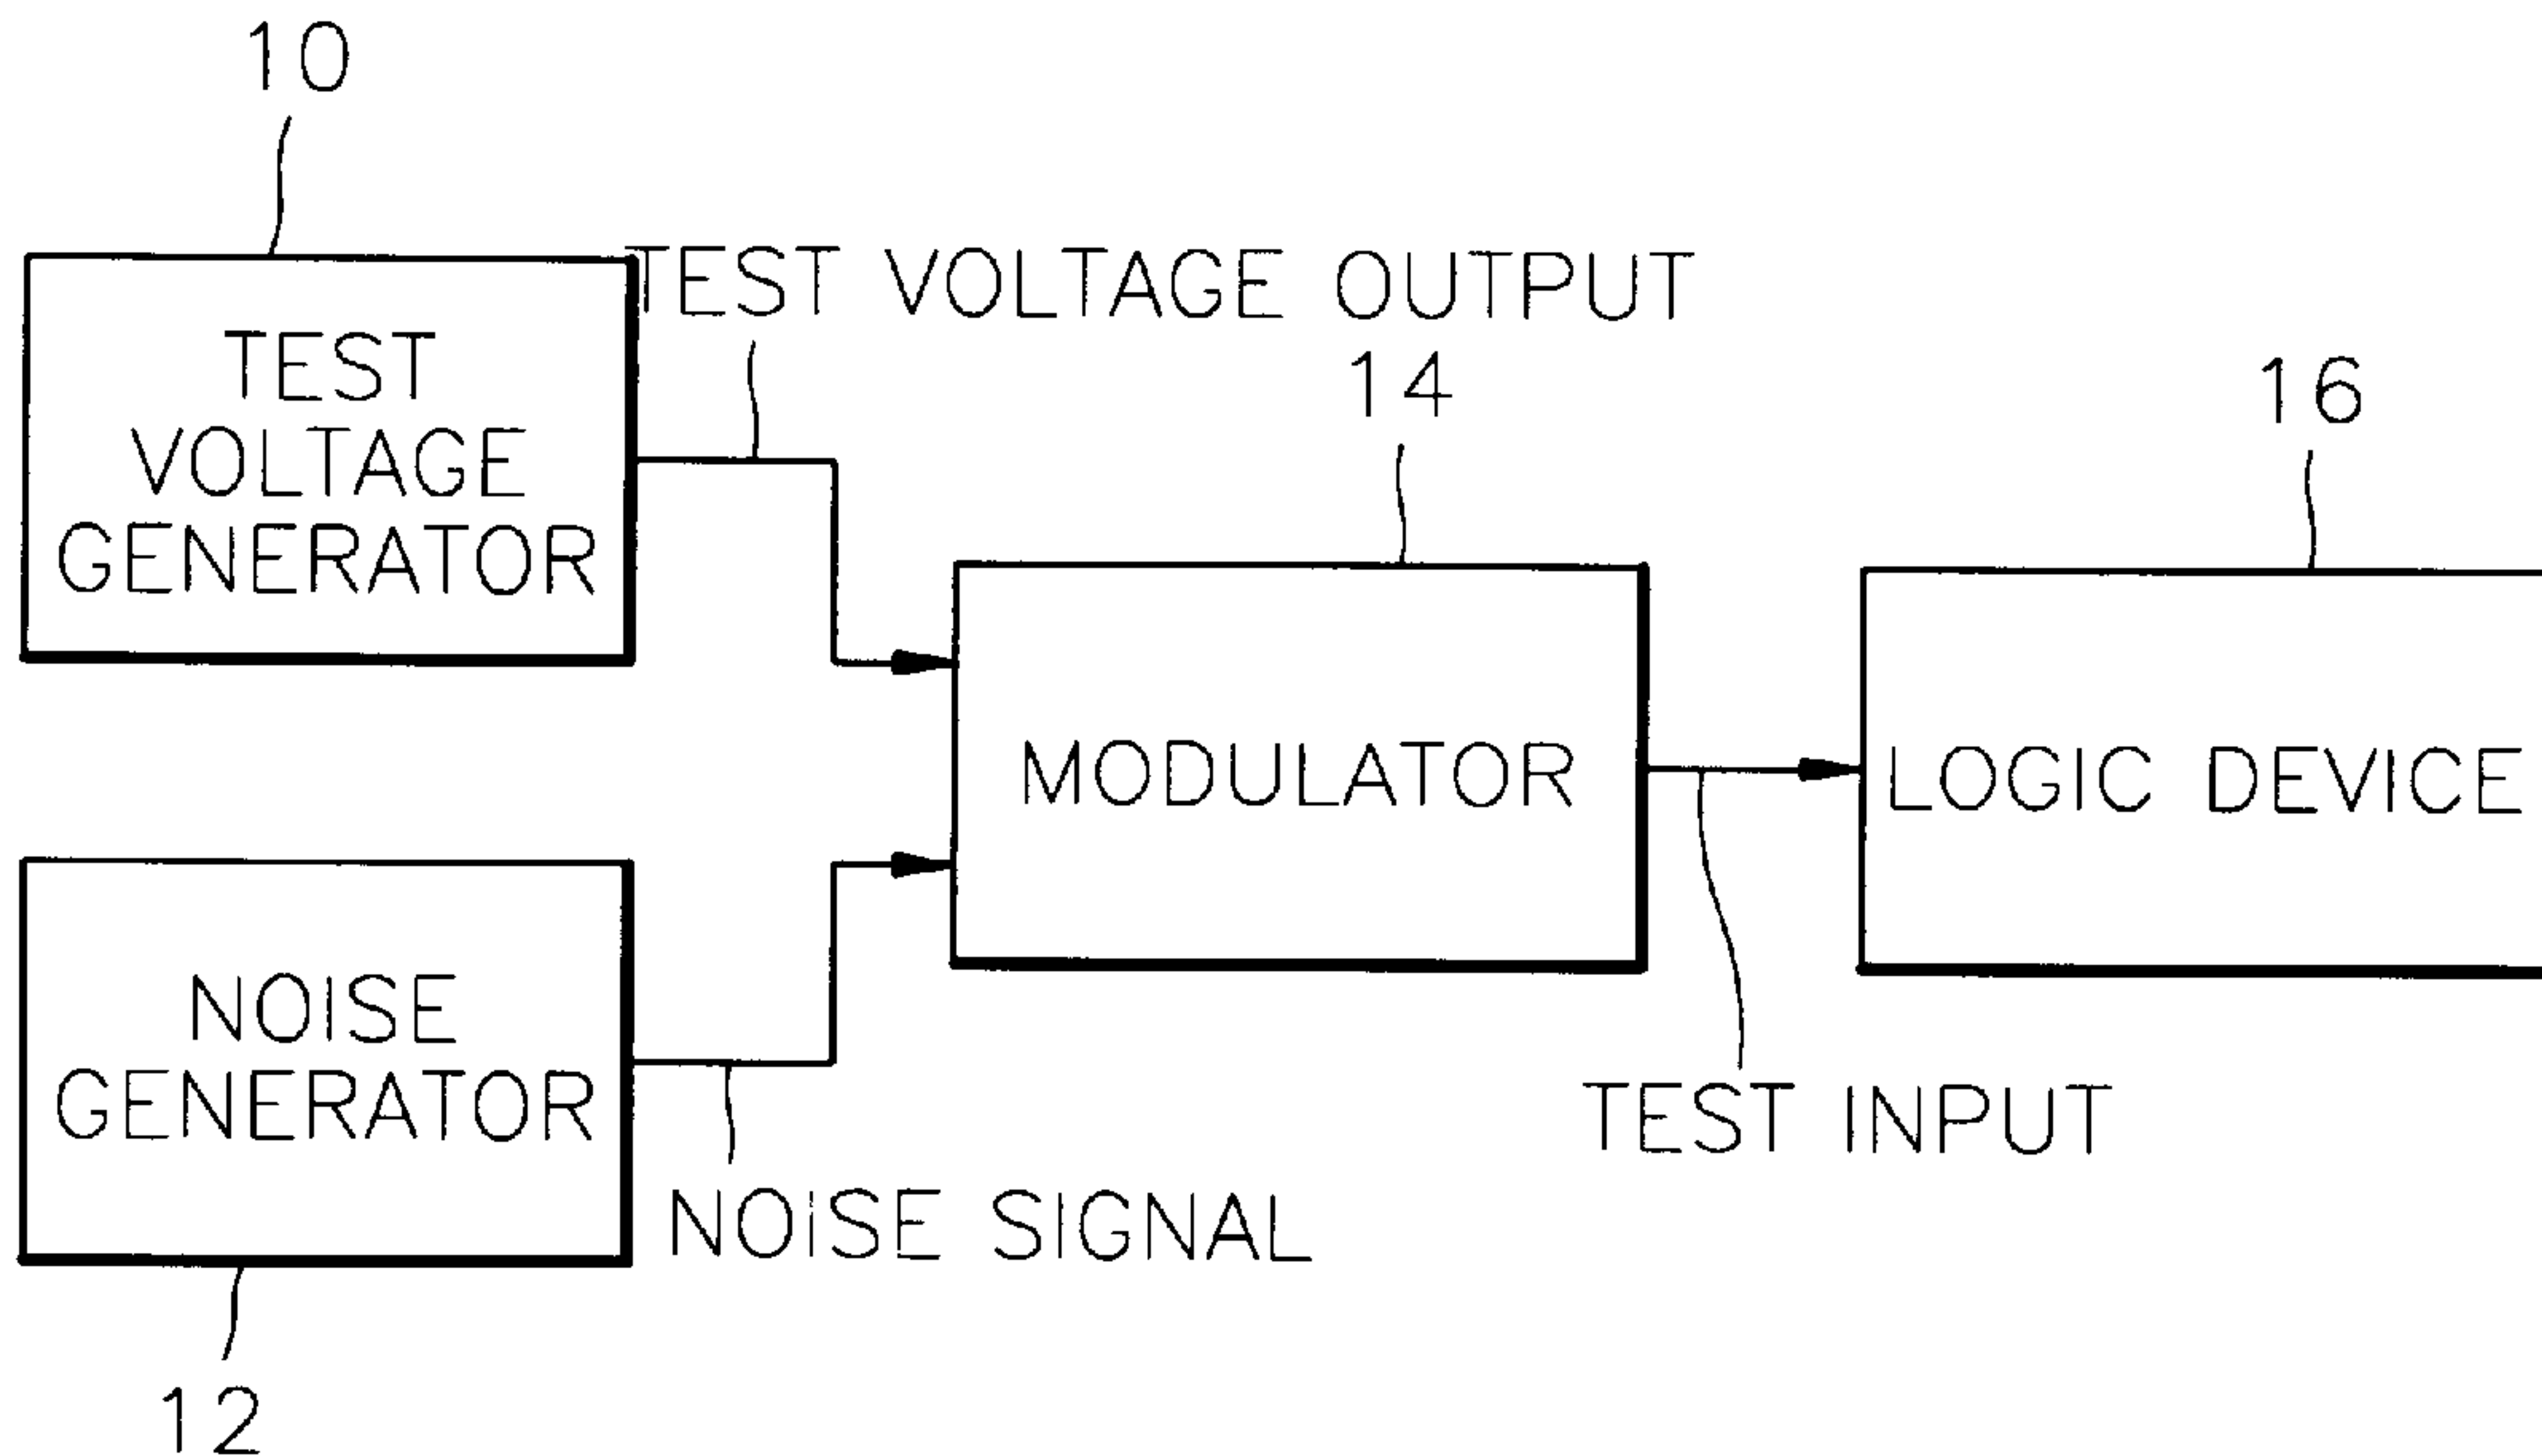 10
TEST VOLTAGE OUTPUT
TEST
VOLTAGE
GENERATOR
14
16
MODULATOR
LOGIC DEVICE
NOISE
GENERATOR
TEST INPUT
NOISE SIGNAL
12